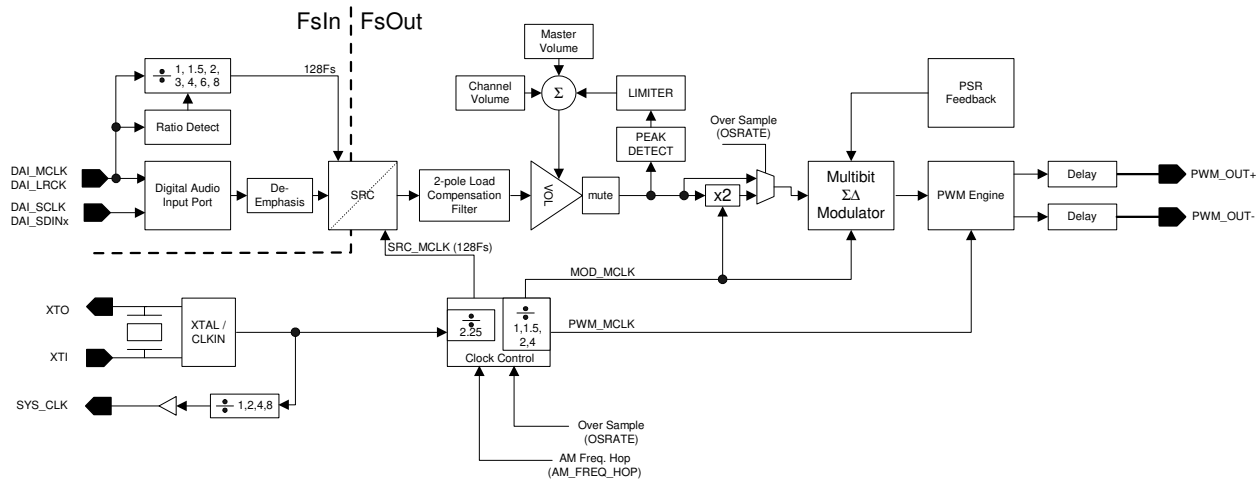 FsIn
FsOut
Master
Volume
÷ 1, 1.5, 2,
3, 4, 6, 8
128Fs
Channel
Volume
Σ
LIMITER
PSR
Feedback
Ratio Detect
Over Sample
(OSRATE)
PEAK
DETECT
DAI_MCLK
DAI_LRCK
DAI_SCLK
DAI_SDINx
Digital Audio
Input Port
De-
Emphasis
SRC
2-pole Load
Compensation
Filter
VOL
mute
x2
Multibit
ΣΔ
Modulator
PWM Engine
Delay
PWM_OUT+
Delay
PWM_OUT-
SRC_MCLK (128Fs)
MOD_MCLK
XTO
XTI
XTAL /
CLKIN
÷
2.25
÷
1,1.5,
2,4
Clock Control
PWM_MCLK
SYS_CLK
÷ 1,2,4,8
Over Sample
(OSRATE)
AM Freq. Hop
(AM_FREQ_HOP)